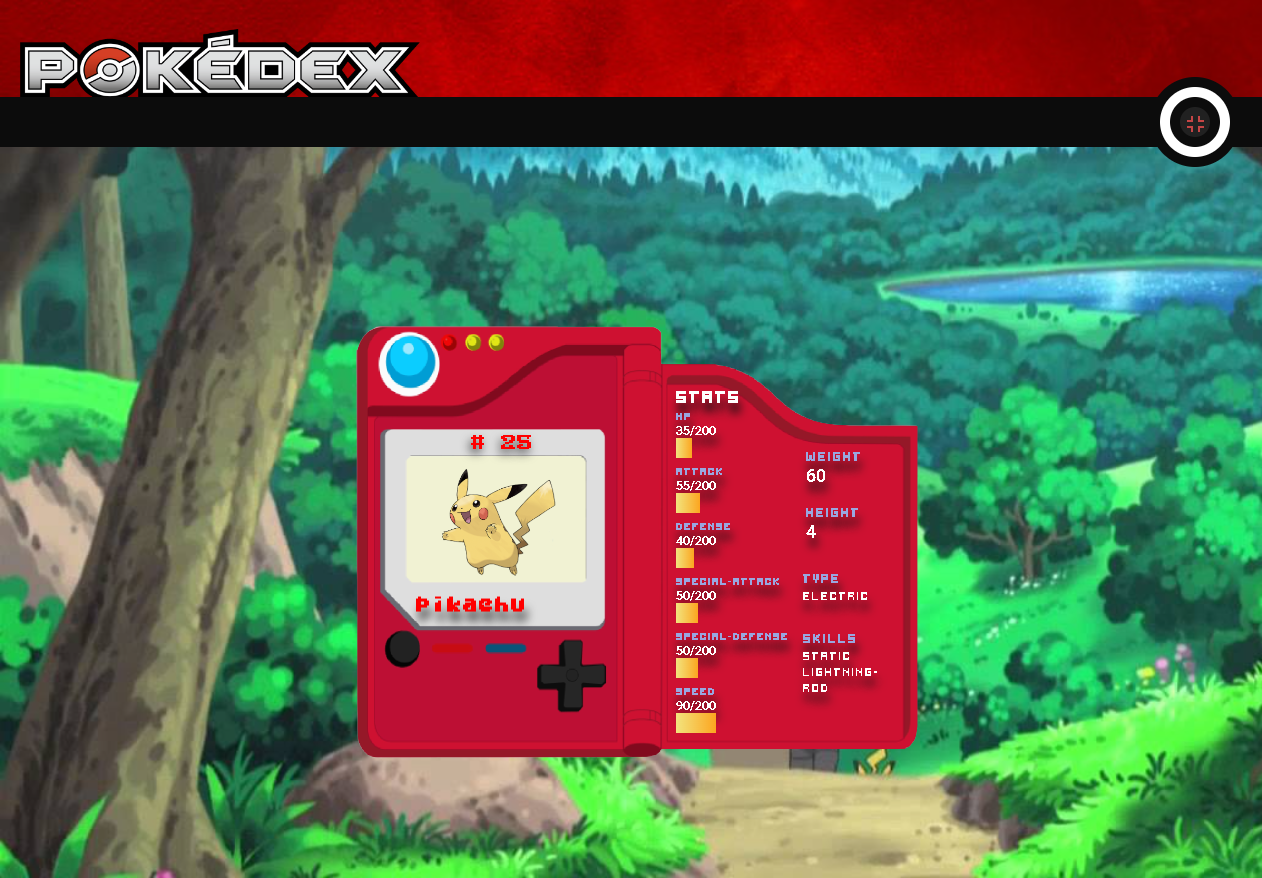 POKÉDEX
# 25
Pikachu
STATS
HP
35/200
ATTACK
55/200
DEFENSE
40/200
SPECIAL-ATTACK
50/200
SPECIAL-DEFENSE
50/200
SPEED
90/200
WEIGHT
60
HEIGHT
4
TYPE
ELECTRIC
SKILLS
STATIC
LIGHTNING-
ROD